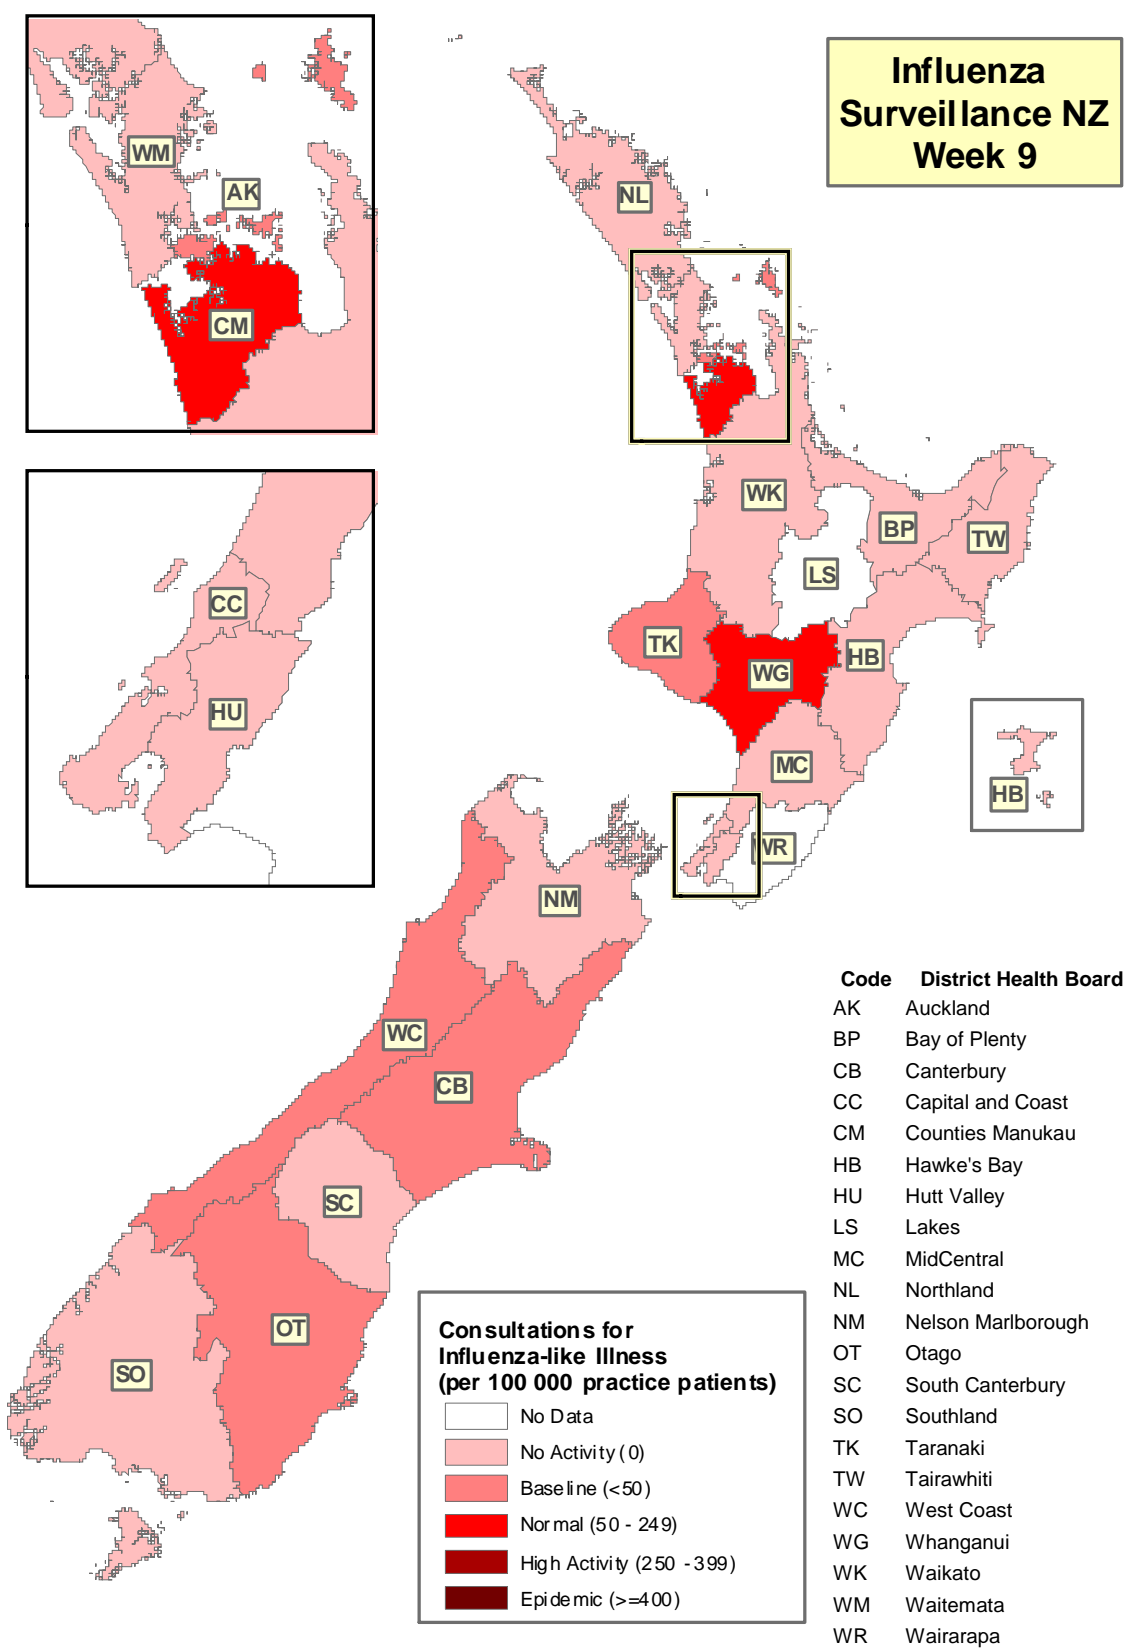 Influenza
Surveillance NZ
Week 9
WM
AK
CM
NL
WK
BP
TW
LS
TK
HB
WG
CC
HU
MC
HB
WR
NM
WC
CB
SC
OT
SO
Code District Health Board
AK Auckland
BP Bay of Plenty
CB Canterbury
CC Capital and Coast
CM Counties Manukau
HB Hawke's Bay
HU Hutt Valley
LS Lakes
MC MidCentral
NL Northland
NM Nelson Marlborough
OT Otago
SC South Canterbury
SO Southland
TK Taranaki
TW Tairawhiti
WC West Coast
WG Whanganui
WK Waikato
WM Waitemata
WR Wairarapa
Consultations for
Influenza-like Illness
(per 100 000 practice patients)
No Data
No Activity (0)
Baseline (<50)
Normal (50 - 249)
High Activity (250 - 399)
Epidemic (>=400)